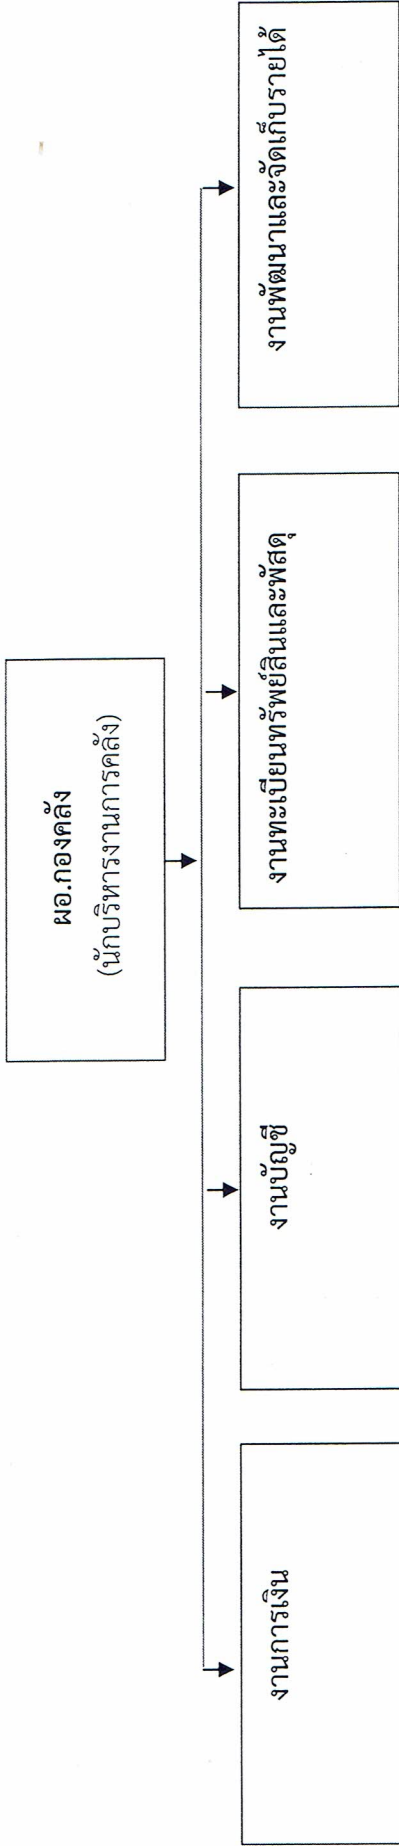 ผอ.กองคลัง
(นักบริหารงานการคลัง)
งานการเงิน
งานบัญชี
งานทะเบียนทรัพย์สินและพัสดุ
งานพัฒนาและจัดเก็บรายได้